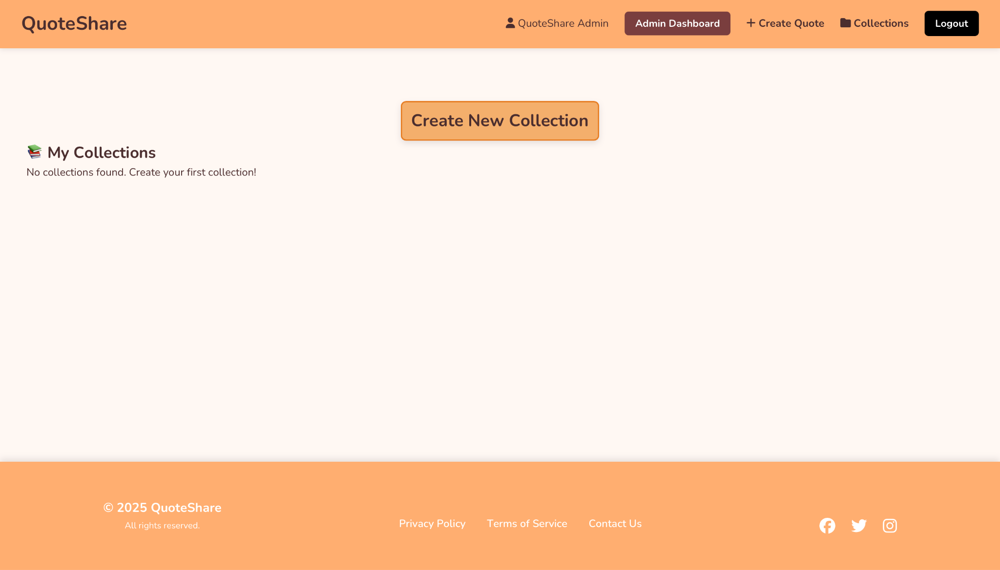 QuoteShare
QuoteShare Admin
Admin Dashboard
Create Quote
Collections
Logout
Create New Collection
My Collections
No collections found. Create your first collection!
© 2025 QuoteShare
All rights reserved.
Privacy Policy
Terms of Service
Contact Us